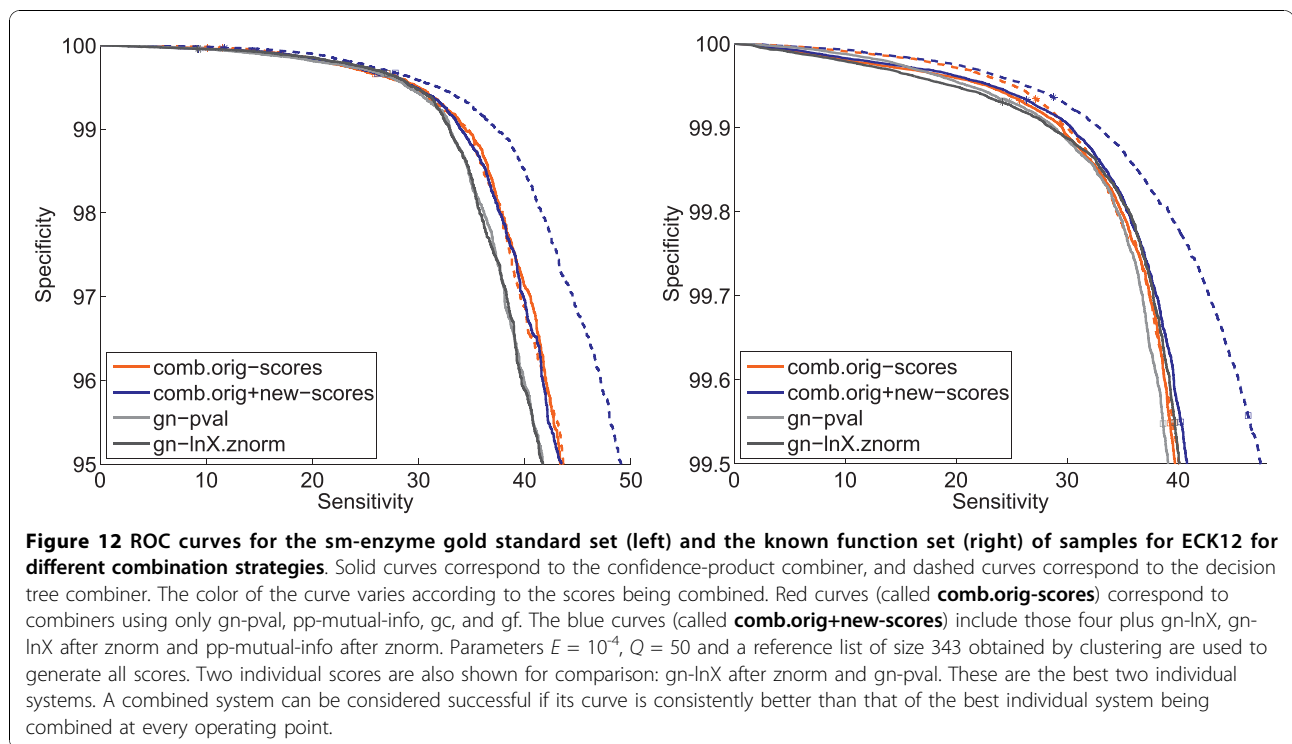 100
99
98
97
96
95
Specificity
0
10
20
30
40
50
Sensitivity
comb.orig−scores
comb.orig+new−scores
gn−pval
gn−lnX.znorm
100
99.9
99.8
99.7
99.6
99.5
Specificity
0
10
20
30
40
Sensitivity
comb.orig−scores
comb.orig+new−scores
gn−pval
gn−lnX.znorm
Figure 12 ROC curves for the sm-enzyme gold standard set (left) and the known function set (right) of samples for ECK12 for
different combination strategies. Solid curves correspond to the confidence-product combiner, and dashed curves correspond to the decision
tree combiner. The color of the curve varies according to the scores being combined. Red curves (called comb.orig-scores) correspond to
combiners using only gn-pval, pp-mutual-info, gc, and gf. The blue curves (called comb.orig+new-scores) include those four plus gn-lnX, gn-
lnX after znorm and pp-mutual-info after znorm. Parameters E = 10⁻⁴, Q = 50 and a reference list of size 343 obtained by clustering are used to
generate all scores. Two individual scores are also shown for comparison: gn-lnX after znorm and gn-pval. These are the best two individual
systems. A combined system can be considered successful if its curve is consistently better than that of the best individual system being
combined at every operating point.